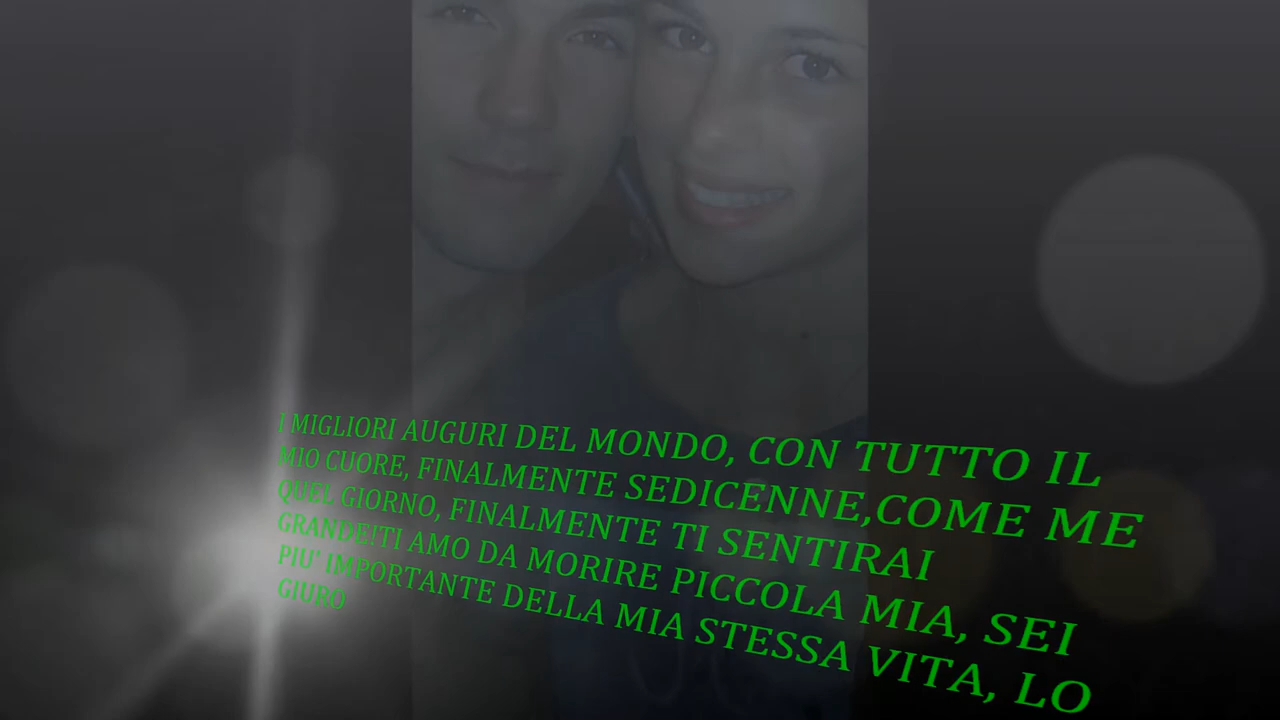 I MIGLIORI AUGURI DEL MONDO, CON TUTTO IL
MIO CUORE, FINALMENTE SEDICENNE,COME ME
QUEL GIORNO, FINALMENTE TI SENTIRAI
GRANDE!TI AMO DA MORIRE PICCOLA MIA, SEI
PIU' IMPORTANTE DELLA MIA STESSA VITA, LO
GIURO